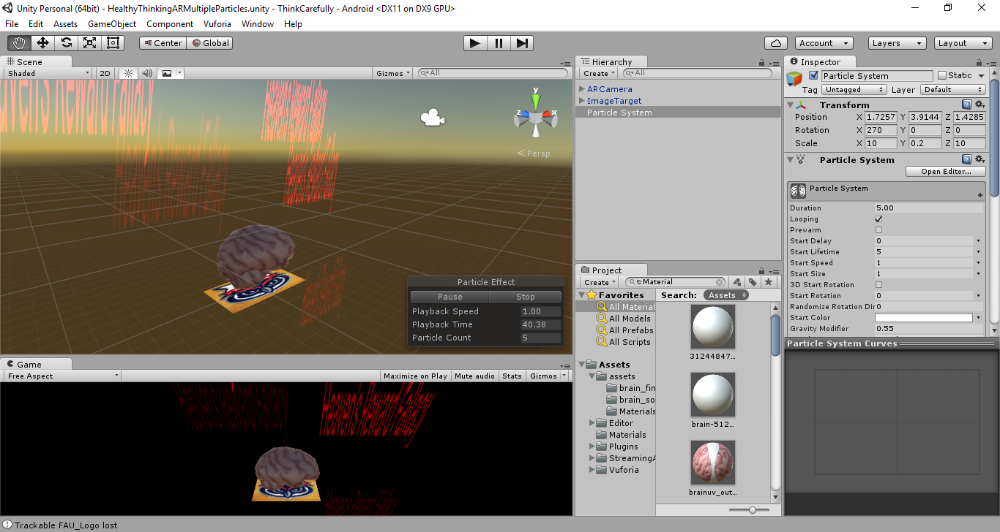 Unity Personal (64bit) - HealthyThinkingARMultipleParticles.unity - ThinkCarefully - Android <DX11 on DX9 GPU>
File Edit Assets GameObject Component Vuforia Window Help
Center Global Account Layers Layout
Scene
Shaded 2D Gizmos All
y
z x
Persp
Heaven's Reward Fallacy
Particle Effect
Pause Stop
Playback Speed 1.00
Playback Time 40.38
Particle Count 5
Game
Free Aspect Maximize on Play Mute audio Stats Gizmos
Heaven's Reward Fallacy
Heaven's Reward Fallacy
Trackable FAU_Logo lost
Hierarchy
Create All
ARCamera
ImageTarget
Particle System
Project
Create t:Material
Favorites
All Material
All Models
All Prefabs
All Scripts
Assets
assets
brain_fin
brain_so
Materials
Editor
Materials
Plugins
StreamingA
Vuforia
Search: Assets
31244847...
brain-512...
brainuv_out...
Inspector
Particle System Static
Tag Untagged Layer Default
Transform
Position X 1.7257 Y 3.9144 Z 1.4285
Rotation X 270 Y 0 Z 0
Scale X 10 Y 0.2 Z 10
Particle System
Open Editor...
Particle System
Duration 5.00
Looping
Prewarm
Start Delay 0
Start Lifetime 5
Start Speed 1
Start Size 1
3D Start Rotation
Start Rotation 0
Randomize Rotation Dir 0
Start Color
Gravity Modifier 0.55
Particle System Curves